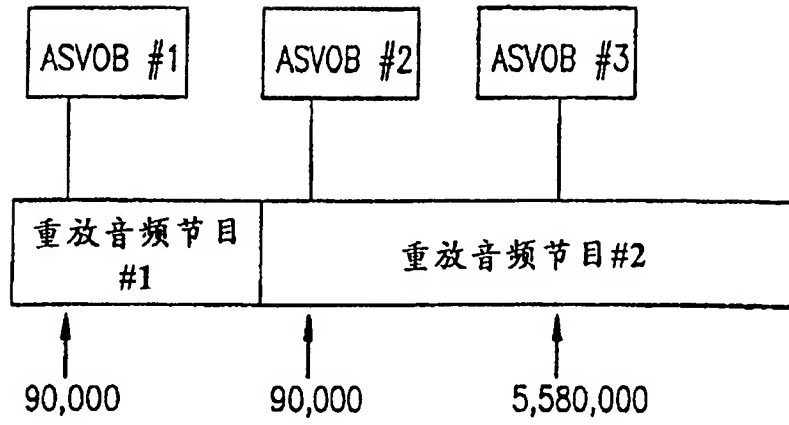 ASVOB #1
ASVOB #2
ASVOB #3
重放音频节目
#1
重放音频节目#2
90,000
90,000
5,580,000